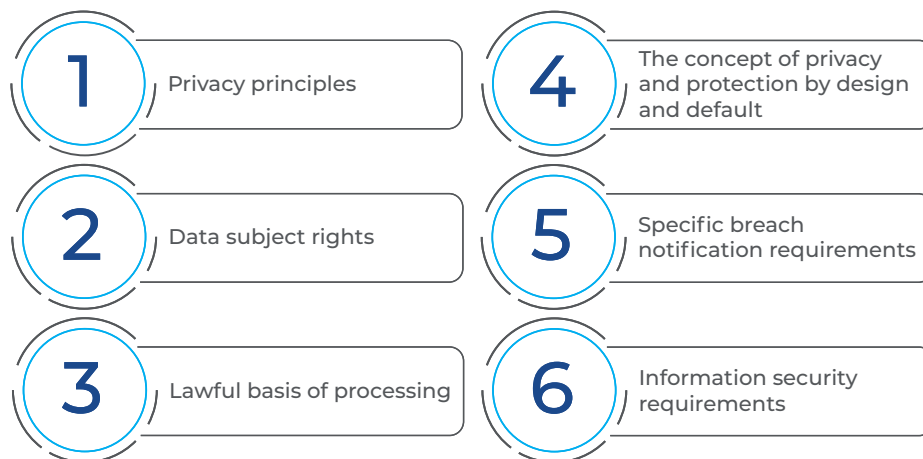 1
Privacy principles
2
Data subject rights
3
Lawful basis of processing
4
The concept of privacy
and protection by design
and default
5
Specific breach
notification requirements
6
Information security
requirements